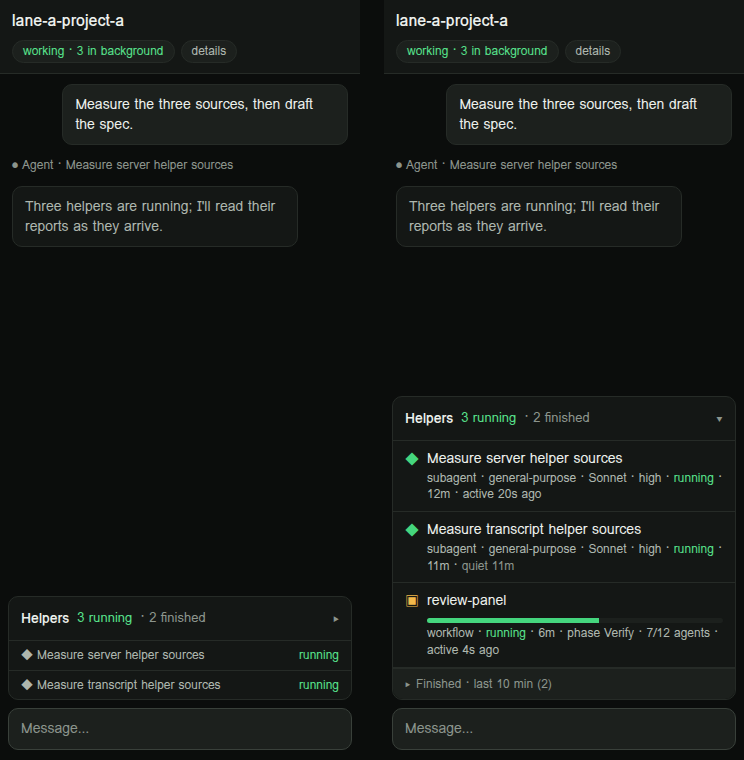 lane-a-project-a
working · 3 in background
details
Measure the three sources, then draft
the spec.
● Agent · Measure server helper sources
Three helpers are running; I'll read their
reports as they arrive.
Helpers 3 running · 2 finished ▸
◆ Measure server helper sources running
◆ Measure transcript helper sources running
Message...
lane-a-project-a
working · 3 in background
details
Measure the three sources, then draft
the spec.
● Agent · Measure server helper sources
Three helpers are running; I'll read their
reports as they arrive.
Helpers 3 running · 2 finished ▾
◆ Measure server helper sources
subagent · general-purpose · Sonnet · high · running ·
12m · active 20s ago
◆ Measure transcript helper sources
subagent · general-purpose · Sonnet · high · running ·
11m · quiet 11m
▣ review-panel
workflow · running · 6m · phase Verify · 7/12 agents ·
active 4s ago
▸ Finished · last 10 min (2)
Message...